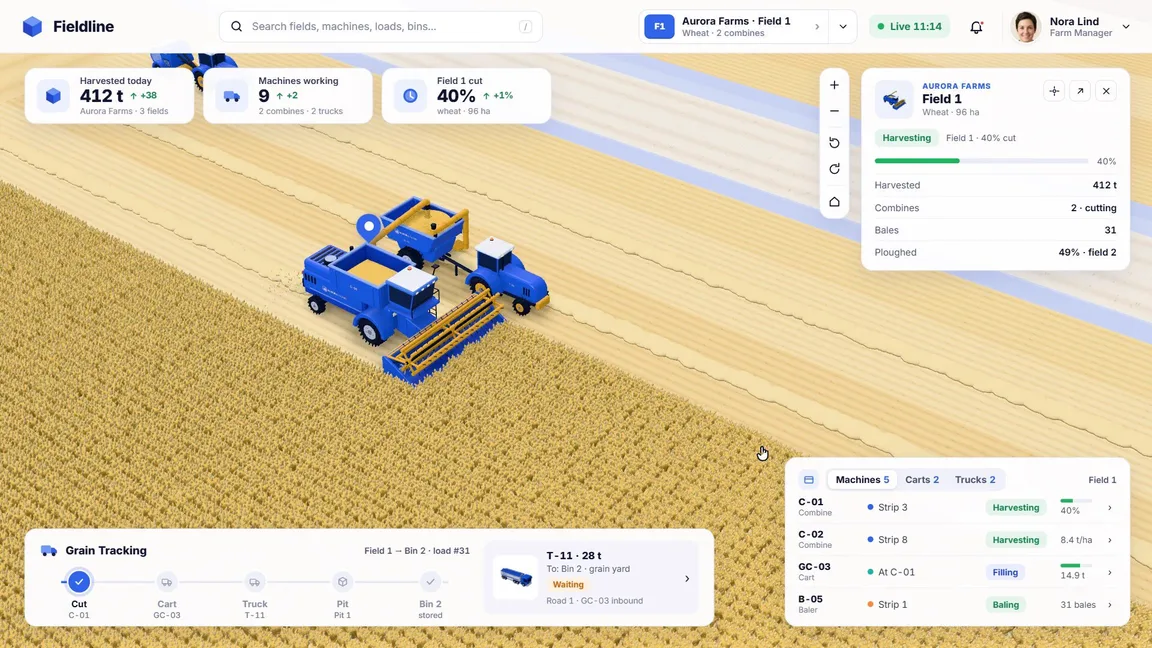 Fieldline
Search fields, machines, loads, bins...
/
F1
Aurora Farms · Field 1
Wheat · 2 combines
Live 11:14
Nora Lind
Farm Manager
Harvested today
412 t ↑ +38
Aurora Farms · 3 fields
Machines working
9 ↑ +2
2 combines · 2 trucks
Field 1 cut
40% ↑ +1%
wheat · 96 ha
AURORA FARMS
Field 1
Wheat · 96 ha
Harvesting Field 1 · 40% cut
40%
Harvested 412 t
Combines 2 · cutting
Bales 31
Ploughed 49% · field 2
Grain Tracking
Field 1 → Bin 2 · load #31
Cut
C-01
Cart
GC-03
Truck
T-11
Pit
Pit 1
Bin 2
stored
T-11 · 28 t
To: Bin 2 · grain yard
Waiting
Road 1 · GC-03 inbound
Machines 5 Carts 2 Trucks 2 Field 1
C-01
Combine
Strip 3
Harvesting
40%
C-02
Combine
Strip 8
Harvesting
8.4 t/ha
GC-03
Cart
At C-01
Filling
14.9 t
B-05
Baler
Strip 1
Baling
31 bales